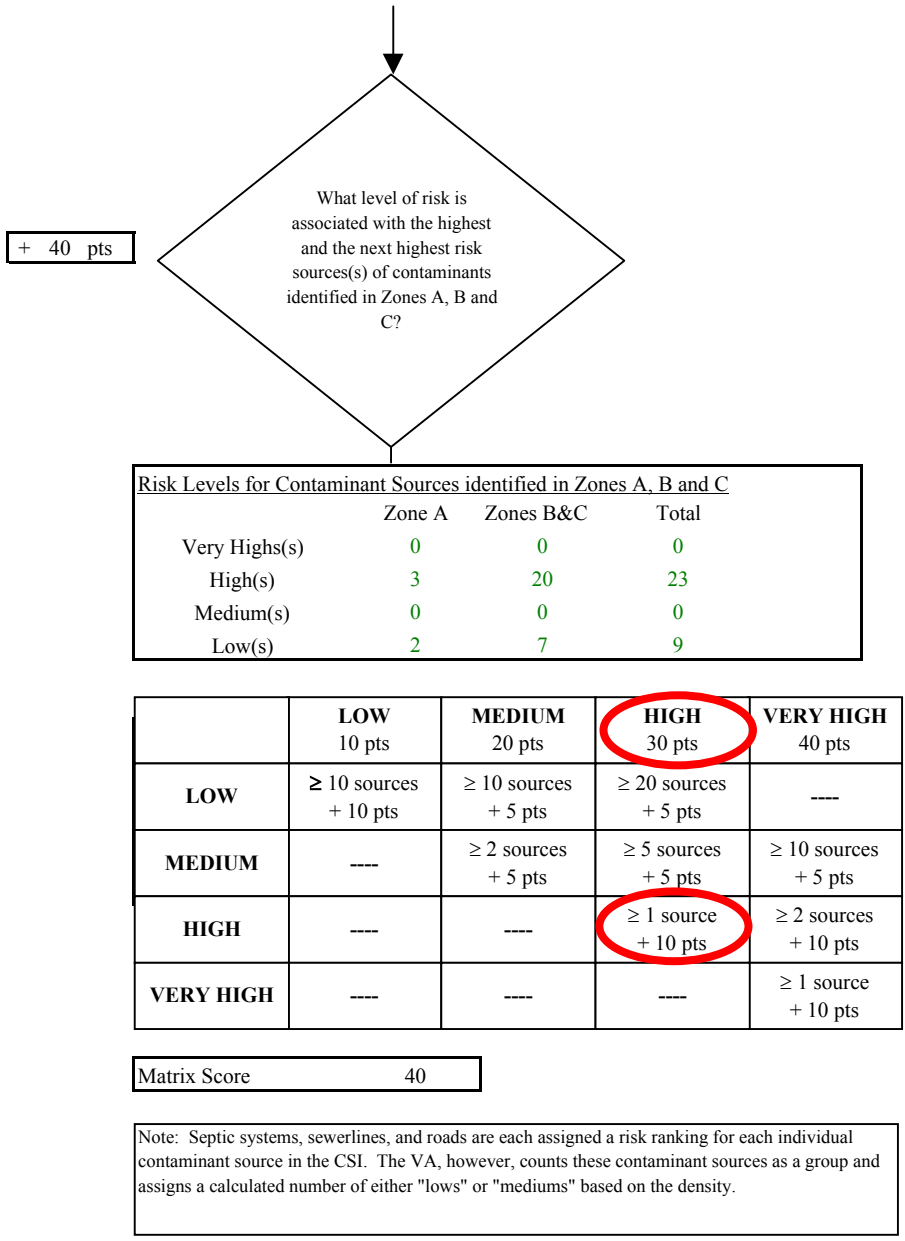 What level of risk is
associated with the highest
and the next highest risk
sources(s) of contaminants
identified in Zones A, B and
C?
+ 40 pts
Risk Levels for Contaminant Sources identified in Zones A, B and C
Zone A Zones B&C Total
Very Highs(s) 0 0 0
High(s) 3 20 23
Medium(s) 0 0 0
Low(s) 2 7 9
LOW MEDIUM HIGH VERY HIGH
10 pts 20 pts 30 pts 40 pts
LOW ≥ 10 sources ≥ 10 sources ≥ 20 sources ----
+ 10 pts + 5 pts + 5 pts
MEDIUM ---- ≥ 2 sources ≥ 5 sources ≥ 10 sources
+ 5 pts + 5 pts + 5 pts
HIGH ---- ---- ≥ 1 source ≥ 2 sources
+ 10 pts + 10 pts
VERY HIGH ---- ---- ---- ≥ 1 source
+ 10 pts
Matrix Score 40
Note: Septic systems, sewerlines, and roads are each assigned a risk ranking for each individual
contaminant source in the CSI. The VA, however, counts these contaminant sources as a group and
assigns a calculated number of either "lows" or "mediums" based on the density.